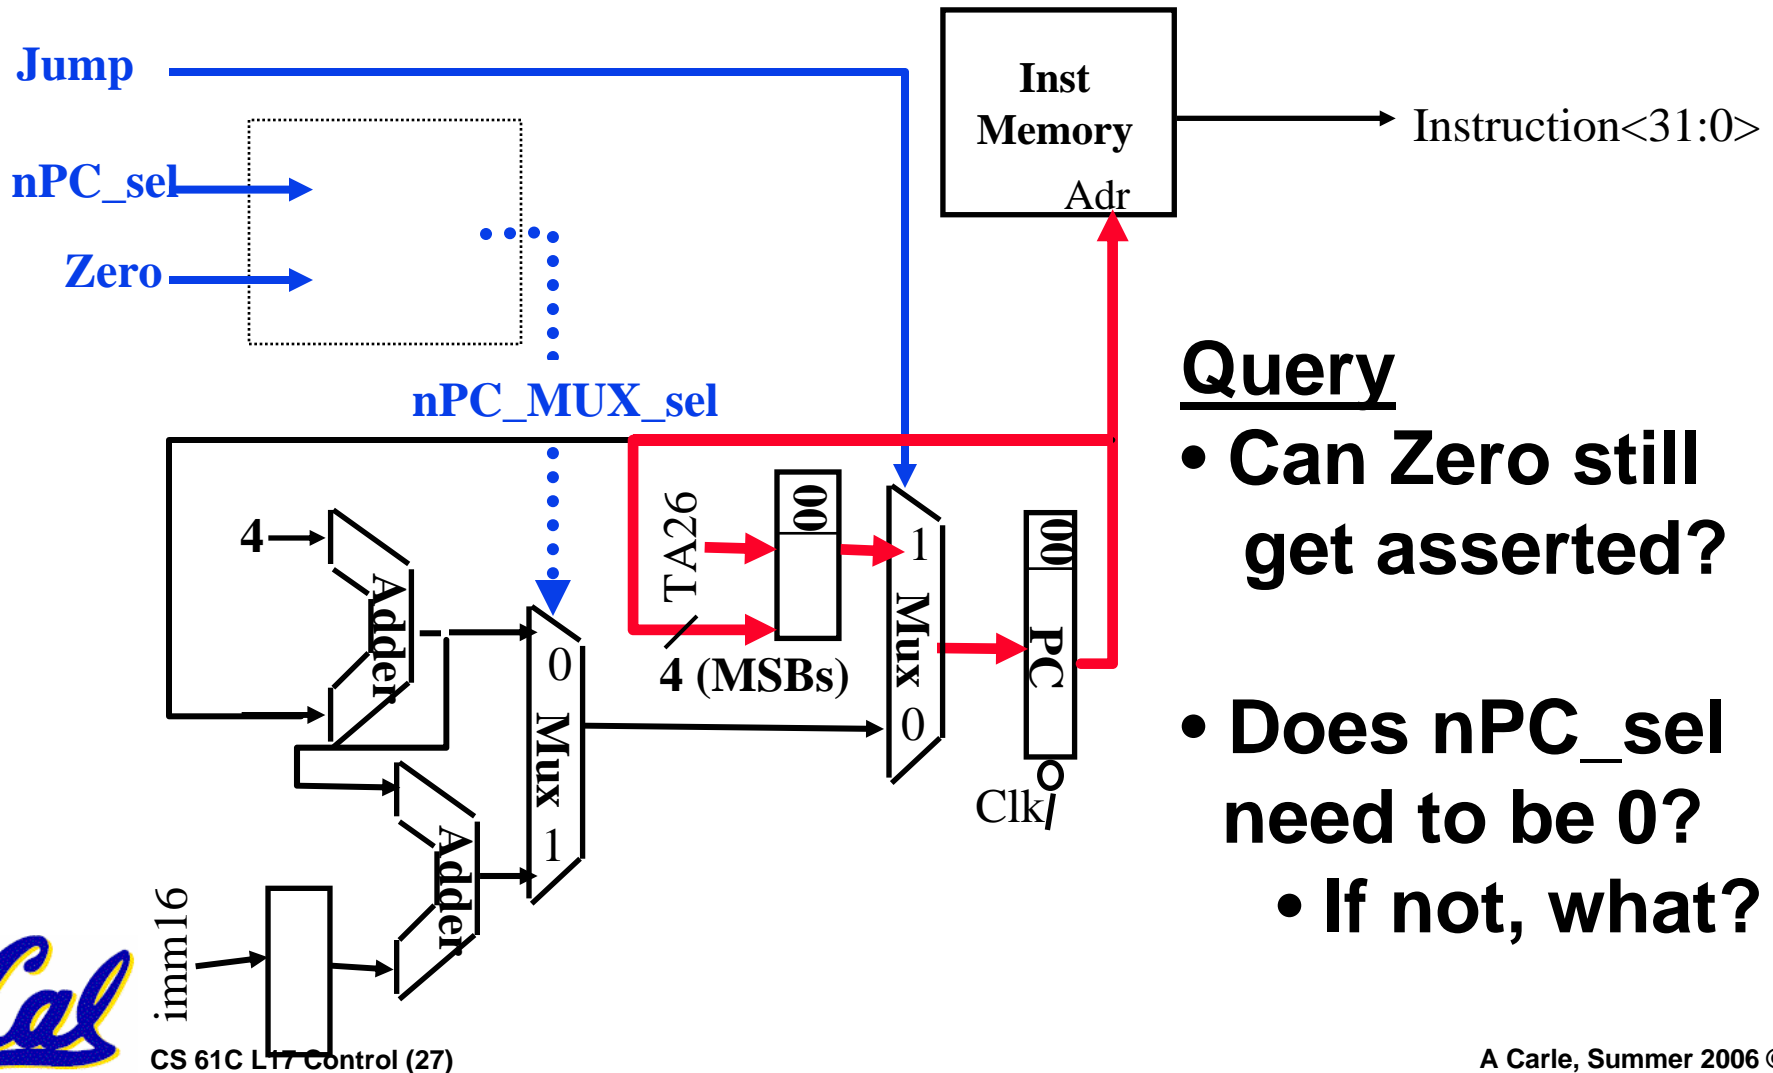 Jump
Inst
Memory
Adr
Instruction<31:0>
nPC_sel
Zero
nPC_MUX_sel
Query
• Can Zero still
get asserted?
• Does nPC_sel
need to be 0?
• If not, what?
4
Adder
TA26
00
4 (MSBs)
1
Mux
0
00
PC
Clk
0
Mux
1
Adder
imm16
Cal
CS 61C L17 Control (27)
A Carle, Summer 2006 ©